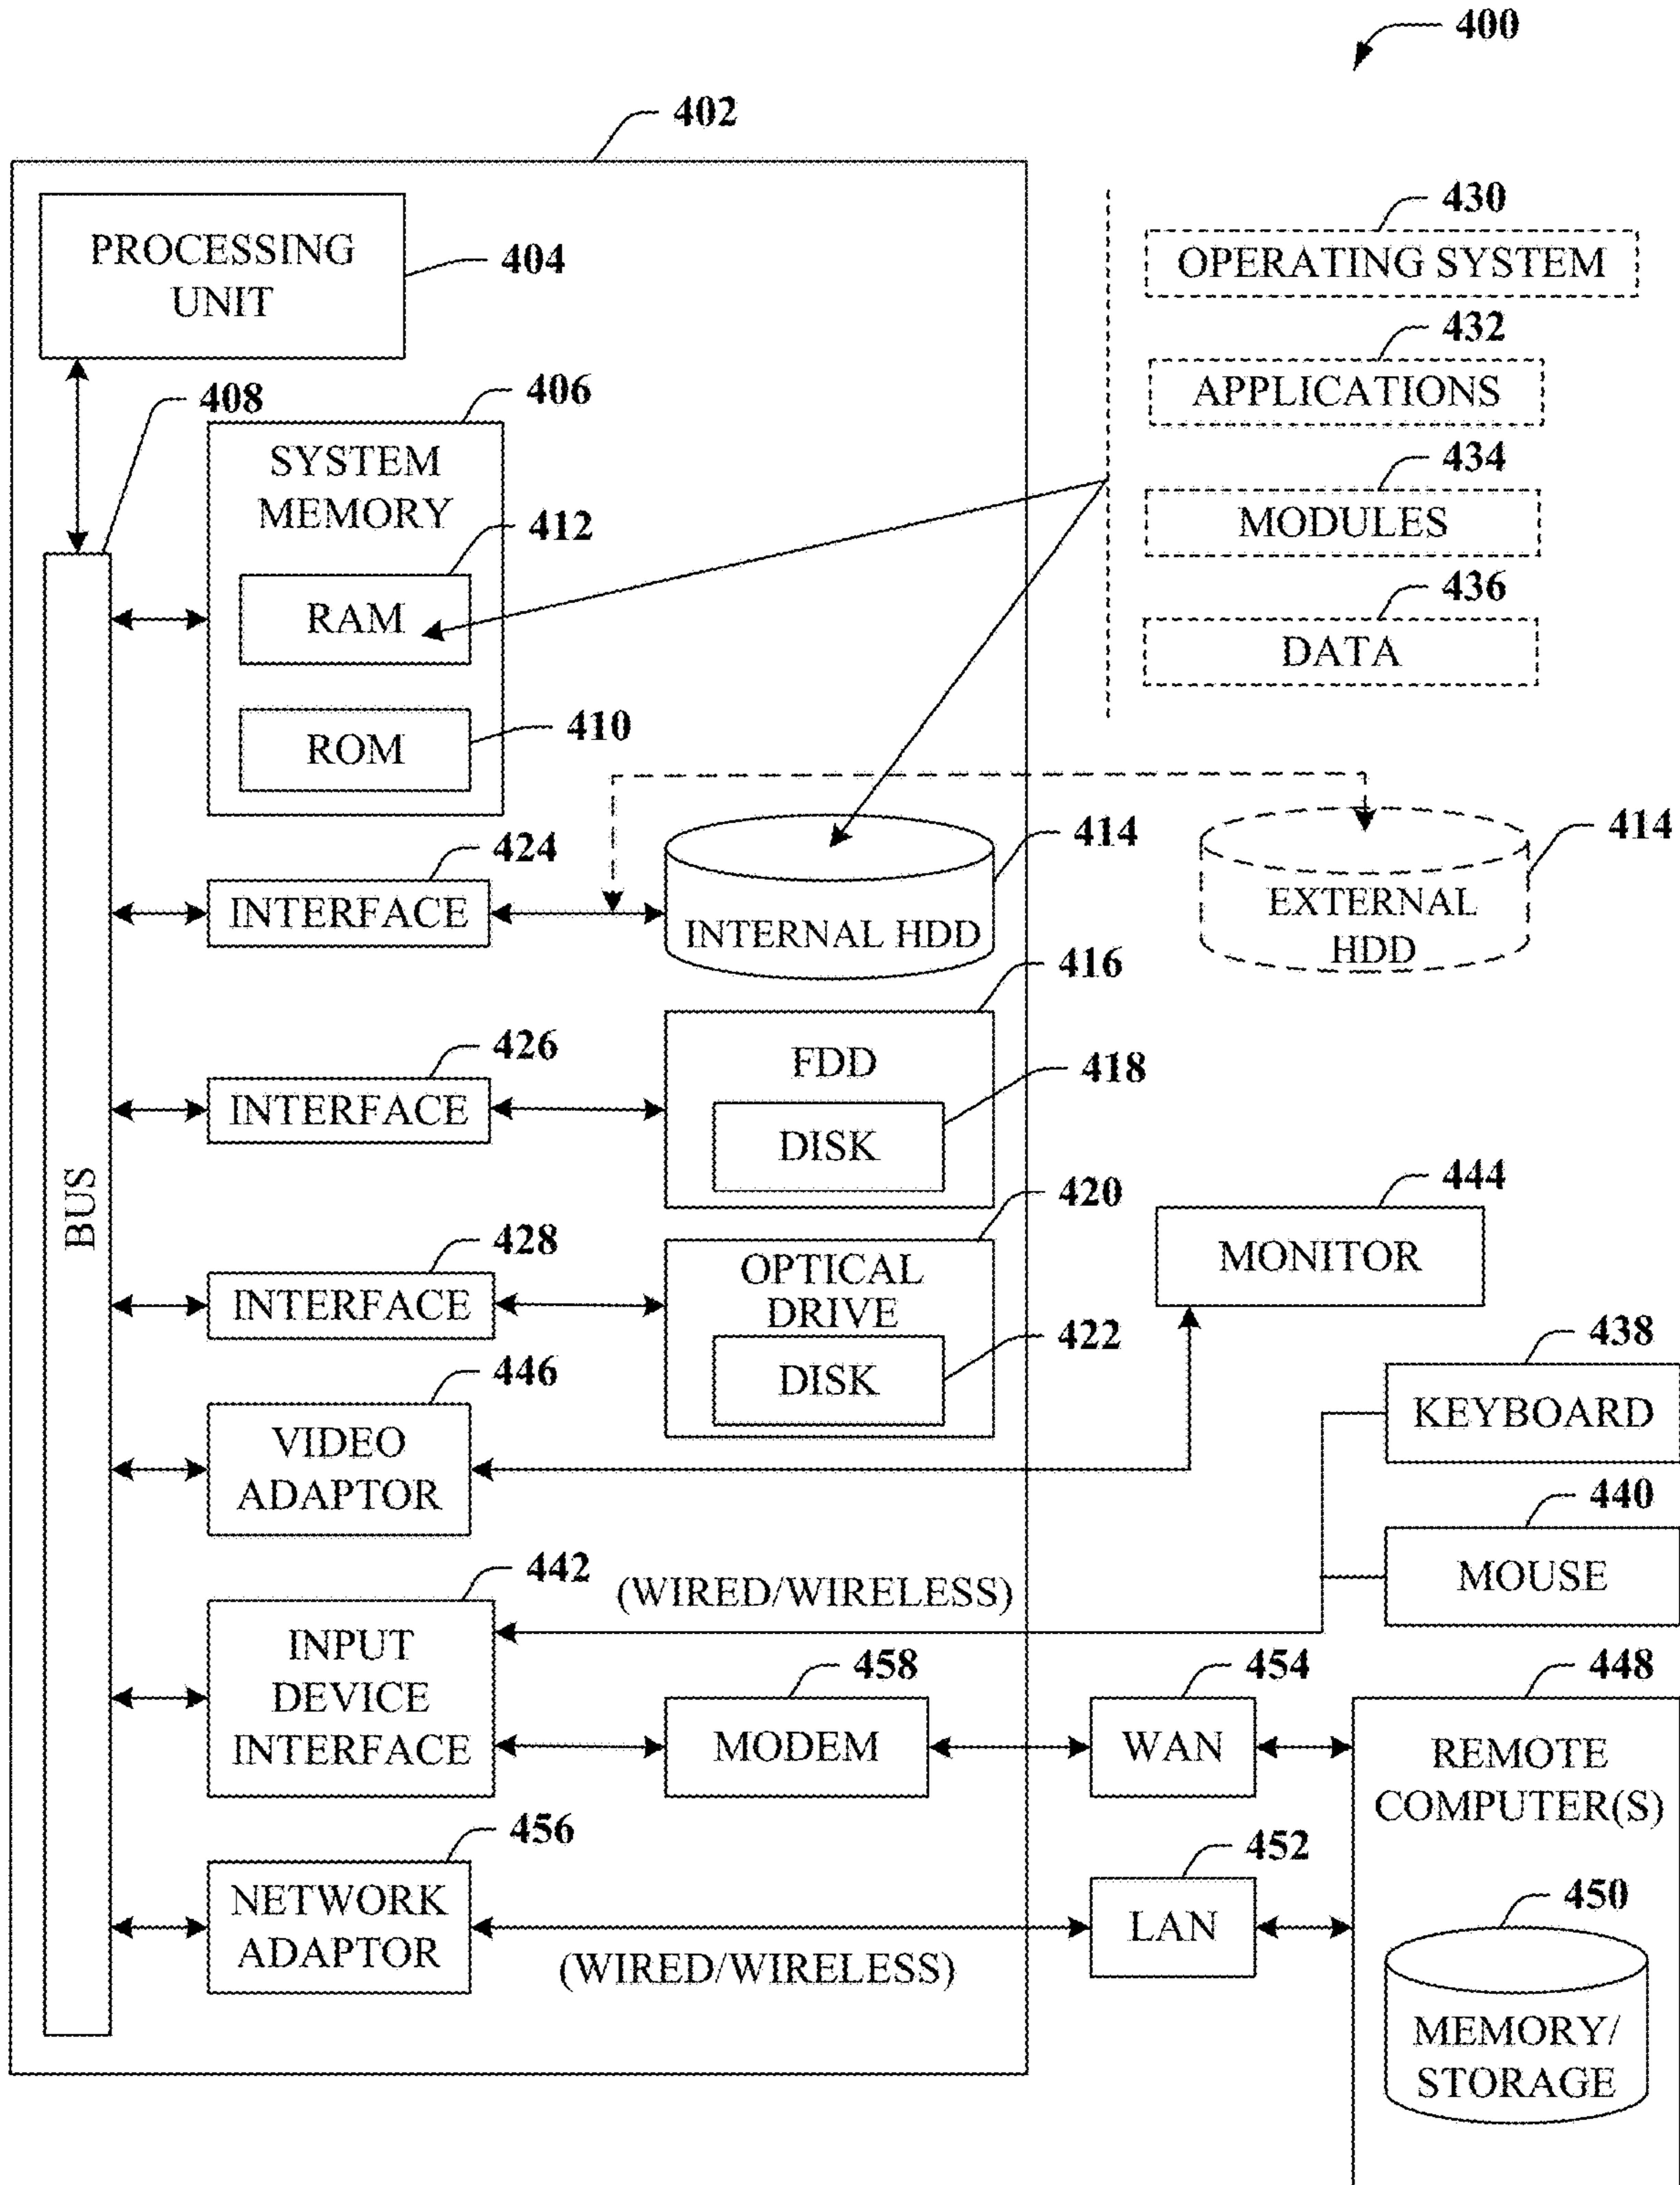 400
402
PROCESSING
UNIT
404
430
OPERATING SYSTEM
432
APPLICATIONS
434
MODULES
436
DATA
408
406
SYSTEM
MEMORY
412
RAM
410
ROM
424
INTERFACE
414
INTERNAL HDD
414
EXTERNAL
HDD
416
FDD
418
DISK
426
INTERFACE
BUS
420
OPTICAL
DRIVE
422
DISK
428
INTERFACE
444
MONITOR
446
VIDEO
ADAPTOR
438
KEYBOARD
440
MOUSE
442
(WIRED/WIRELESS)
INPUT
DEVICE
INTERFACE
458
MODEM
454
WAN
448
REMOTE
COMPUTER(S)
456
NETWORK
ADAPTOR
(WIRED/WIRELESS)
452
LAN
450
MEMORY/
STORAGE